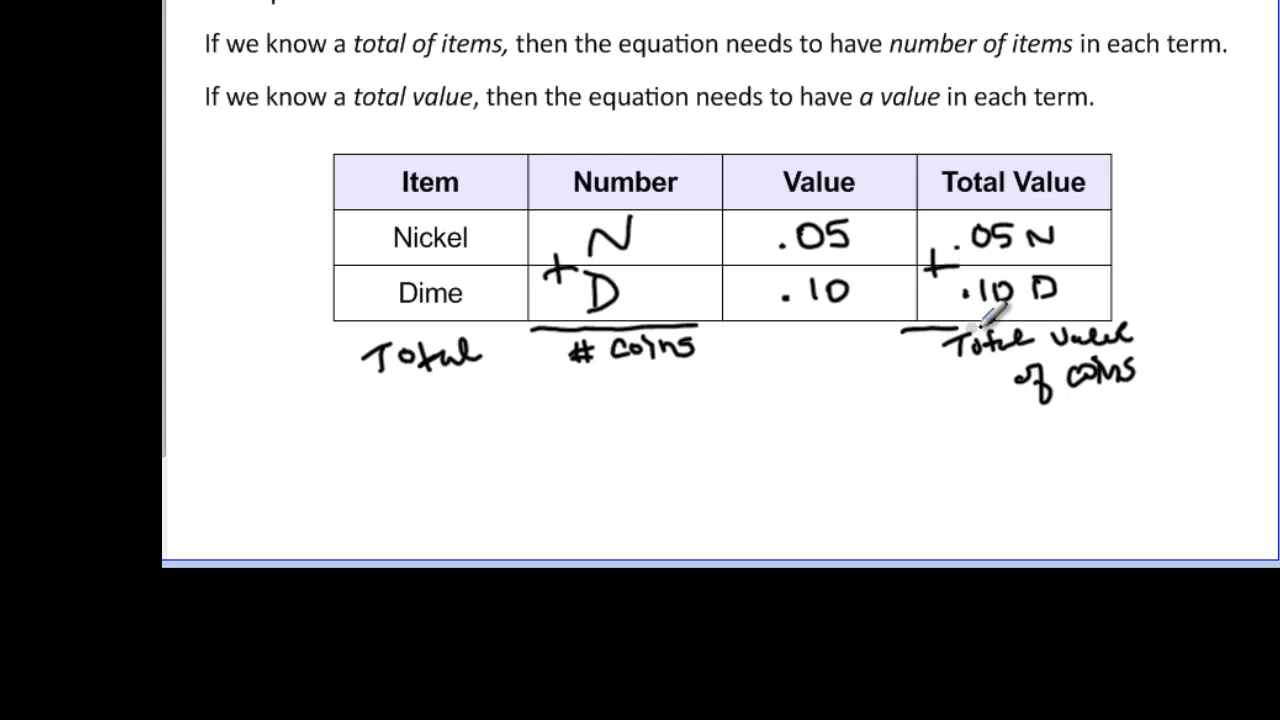 If we know a total of items, then the equation needs to have number of items in each term.
If we know a total value, then the equation needs to have a value in each term.
Item Number Value Total Value
Nickel N .05 .05 N
+ +
Dime D .10 .10 D
Total # coins Total value
of coins